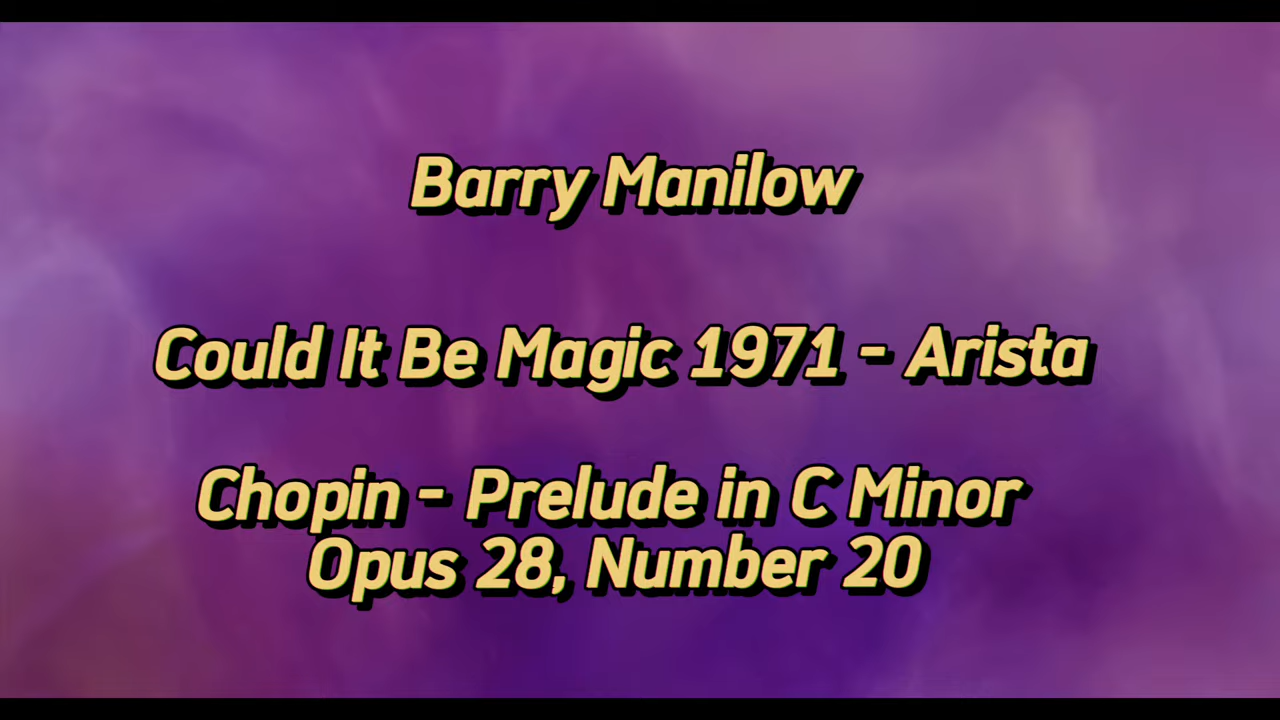 Barry Manilow
Could It Be Magic 1971 - Arista
Chopin - Prelude in C Minor
Opus 28, Number 20